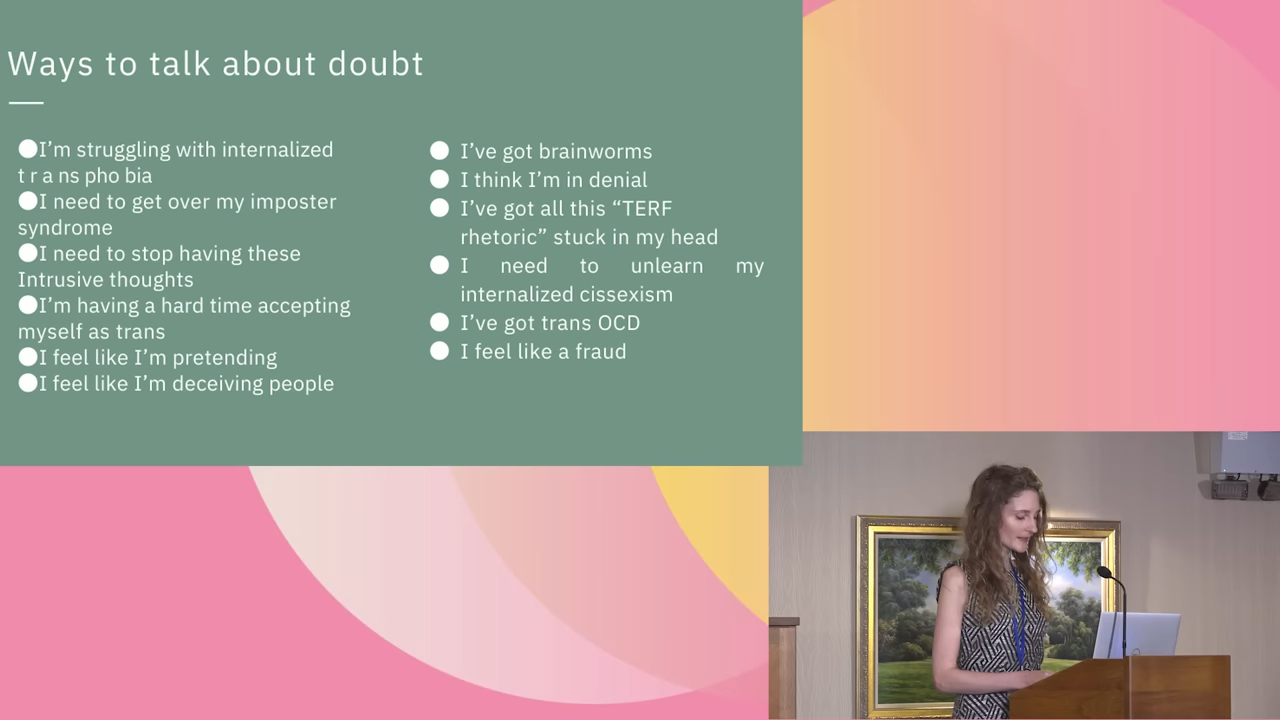 Ways to talk about doubt
●I’m struggling with internalized
t r a ns pho bia
●I need to get over my imposter
syndrome
●I need to stop having these
Intrusive thoughts
●I’m having a hard time accepting
myself as trans
●I feel like I’m pretending
●I feel like I’m deceiving people
● I’ve got brainworms
● I think I’m in denial
● I’ve got all this “TERF
rhetoric” stuck in my head
● I need to unlearn my
internalized cissexism
● I’ve got trans OCD
● I feel like a fraud